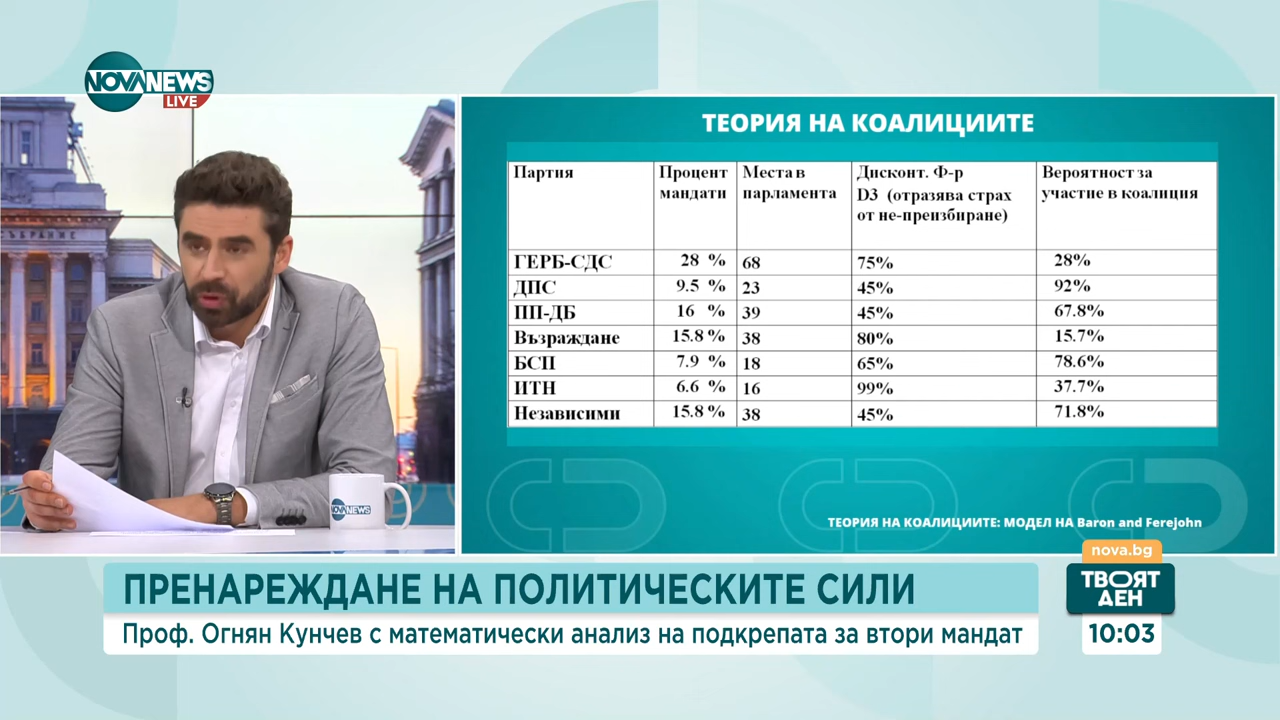 NOVANEWS
LIVE
СЪБРАНИЕ
NOVANEWS
ТЕОРИЯ НА КОАЛИЦИИТЕ
Партия Процент мандати Места в парламента Дисконт. Ф-р D3 (отразява страх от не-преизбиране) Вероятност за участие в коалиция
ГЕРБ-СДС 28 % 68 75% 28%
ДПС 9.5 % 23 45% 92%
ПП-ДБ 16 % 39 45% 67.8%
Възраждане 15.8 % 38 80% 15.7%
БСП 7.9 % 18 65% 78.6%
ИТН 6.6 % 16 99% 37.7%
Независими 15.8 % 38 45% 71.8%
ТЕОРИЯ НА КОАЛИЦИИТЕ: МОДЕЛ НА Baron and Ferejohn
ПРЕНАРЕЖДАНЕ НА ПОЛИТИЧЕСКИТЕ СИЛИ
Проф. Огнян Кунчев с математически анализ на подкрепата за втори мандат
nova.bg
ТВОЯТ
ДЕН
10:03